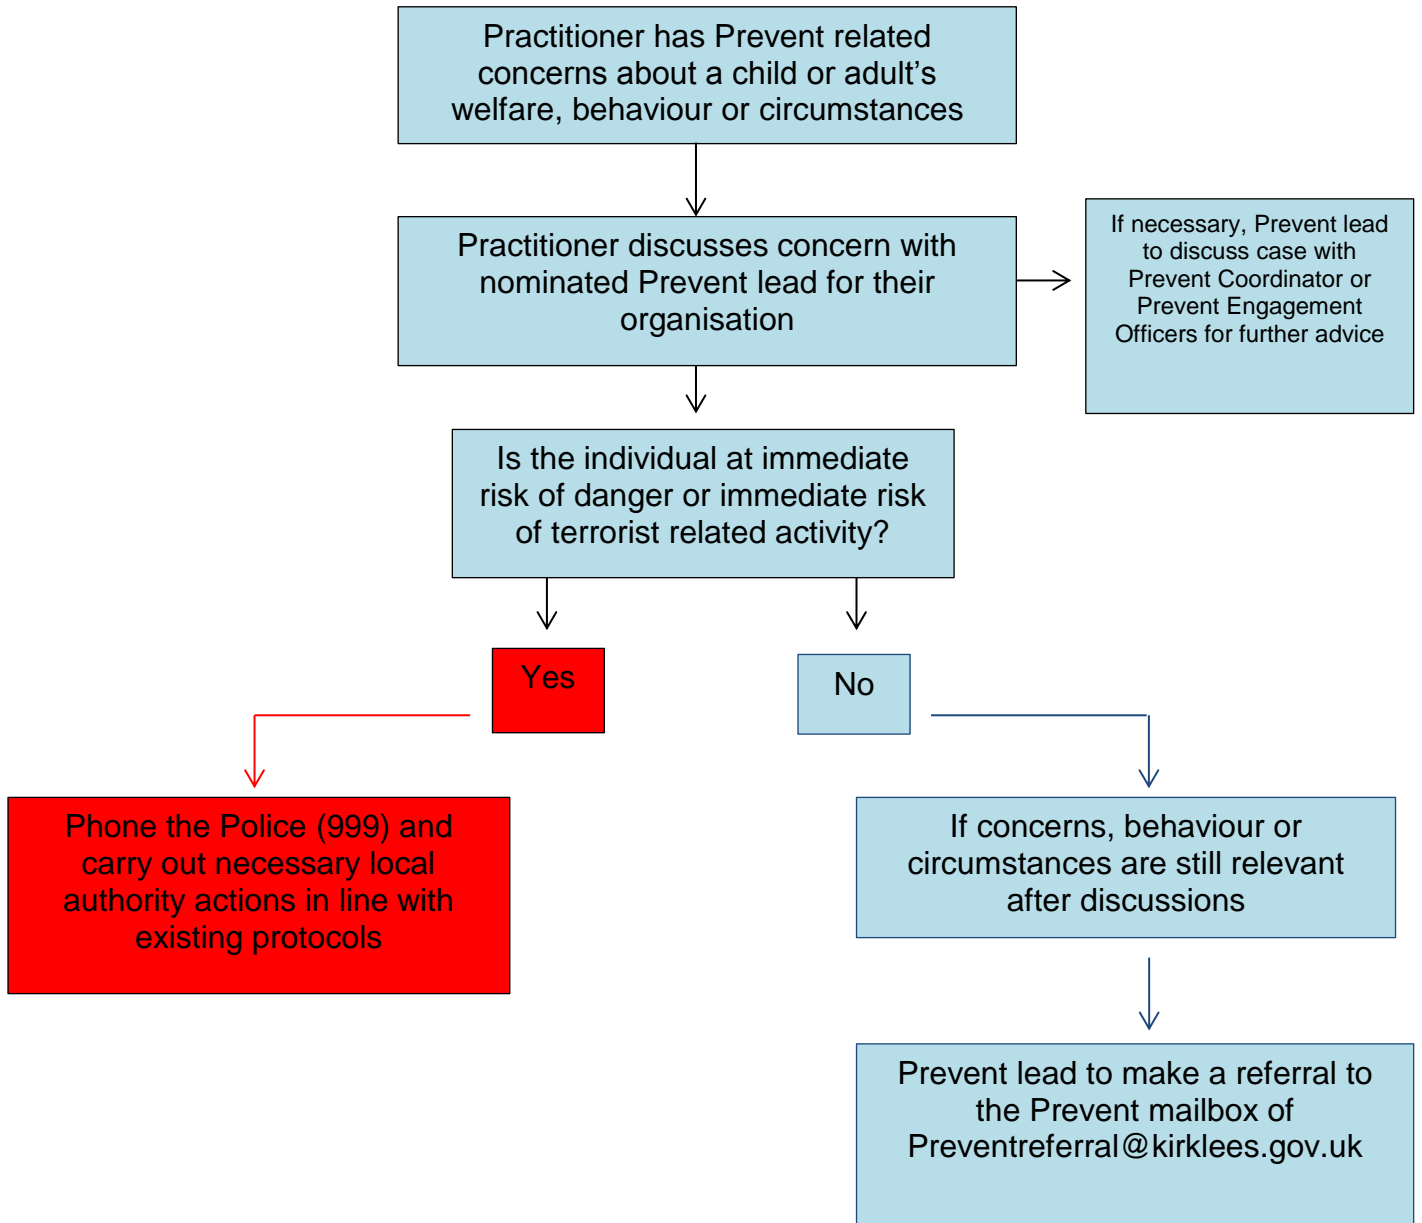 Practitioner has Prevent related
concerns about a child or adult's
welfare, behaviour or circumstances
Practitioner discusses concern with
nominated Prevent lead for their
organisation
If necessary, Prevent lead
to discuss case with
Prevent Coordinator or
Prevent Engagement
Officers for further advice
Is the individual at immediate
risk of danger or immediate risk
of terrorist related activity?
Yes
No
Phone the Police (999) and
carry out necessary local
authority actions in line with
existing protocols
If concerns, behaviour or
circumstances are still relevant
after discussions
Prevent lead to make a referral to
the Prevent mailbox of
Preventreferral@kirklees.gov.uk